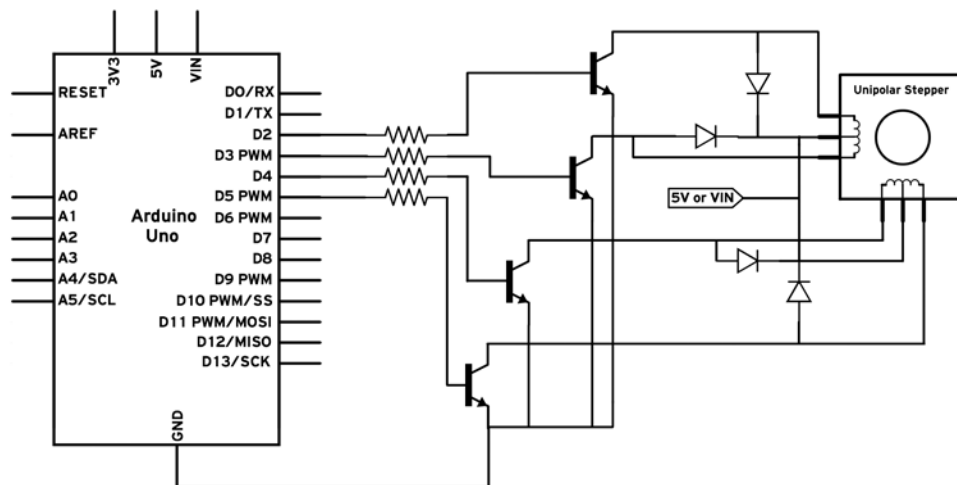 3V3
5V
VIN
RESET
AREF
A0
A1
A2
A3
A4/SDA
A5/SCL
Arduino
Uno
D0/RX
D1/TX
D2
D3 PWM
D4
D5 PWM
D6 PWM
D7
D8
D9 PWM
D10 PWM/SS
D11 PWM/MOSI
D12/MISO
D13/SCK
GND
5V or VIN
Unipolar Stepper